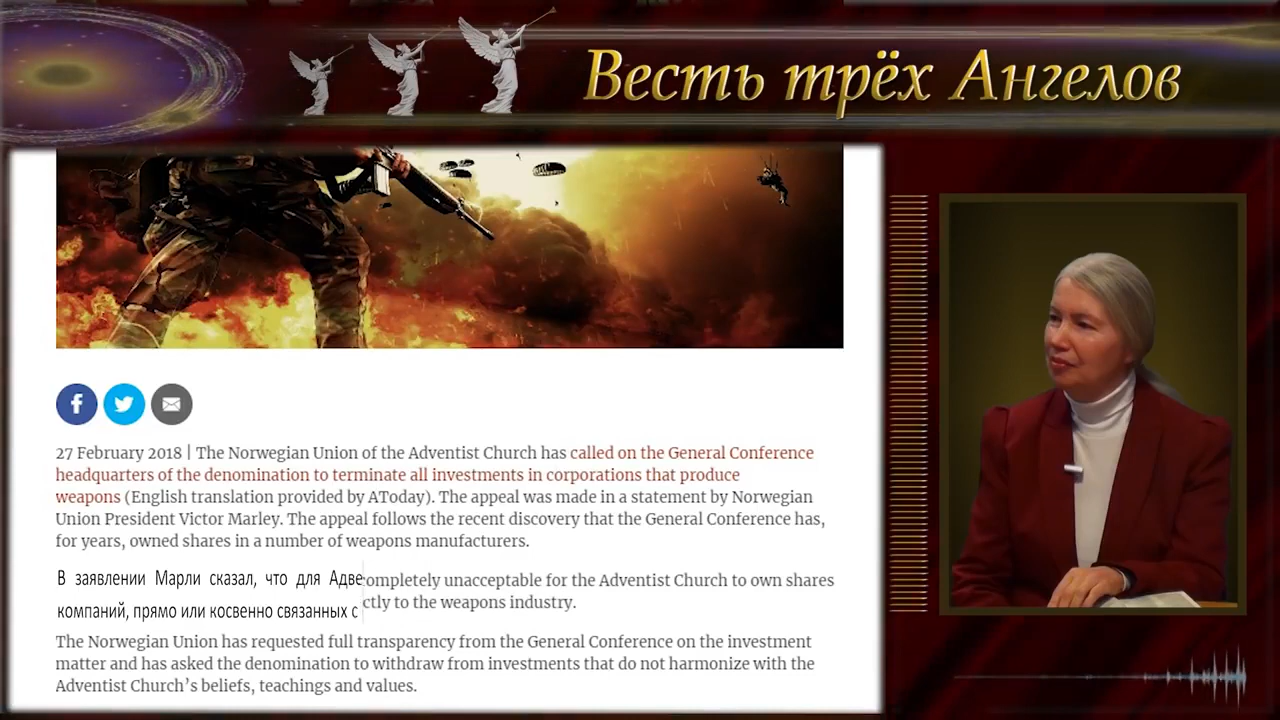 Весть трёх Ангелов
27 February 2018 | The Norwegian Union of the Adventist Church has called on the General Conference
headquarters of the denomination to terminate all investments in corporations that produce
weapons (English translation provided by AToday). The appeal was made in a statement by Norwegian
Union President Victor Marley. The appeal follows the recent discovery that the General Conference has,
for years, owned shares in a number of weapons manufacturers.
В заявлении Марли сказал, что для Адве ompletely unacceptable for the Adventist Church to own shares
компаний, прямо или косвенно связанных с ctly to the weapons industry.
The Norwegian Union has requested full transparency from the General Conference on the investment
matter and has asked the denomination to withdraw from investments that do not harmonize with the
Adventist Church's beliefs, teachings and values.